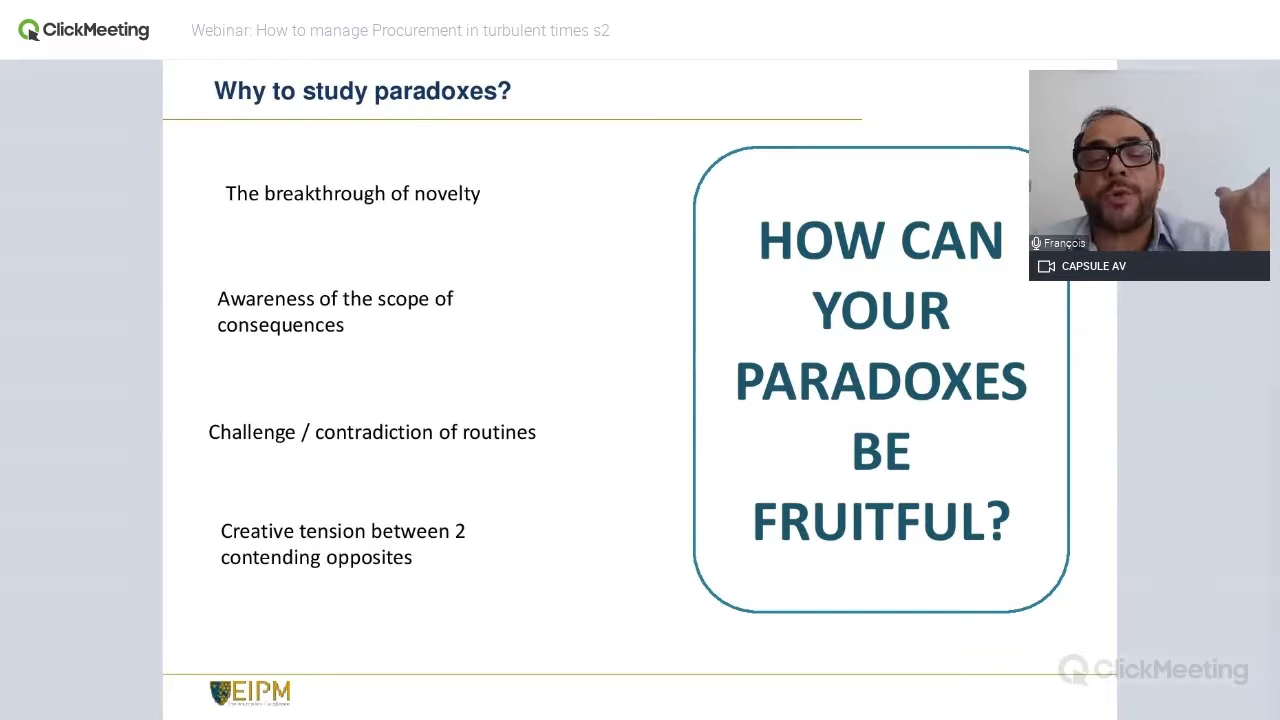 ClickMeeting
Webinar: How to manage Procurement in turbulent times s2
Why to study paradoxes?
The breakthrough of novelty
Awareness of the scope of
consequences
Challenge / contradiction of routines
Creative tension between 2
contending opposites
HOW CAN
YOUR
PARADOXES
BE
FRUITFUL?
François
CAPSULE AV
EIPM
ClickMeeting